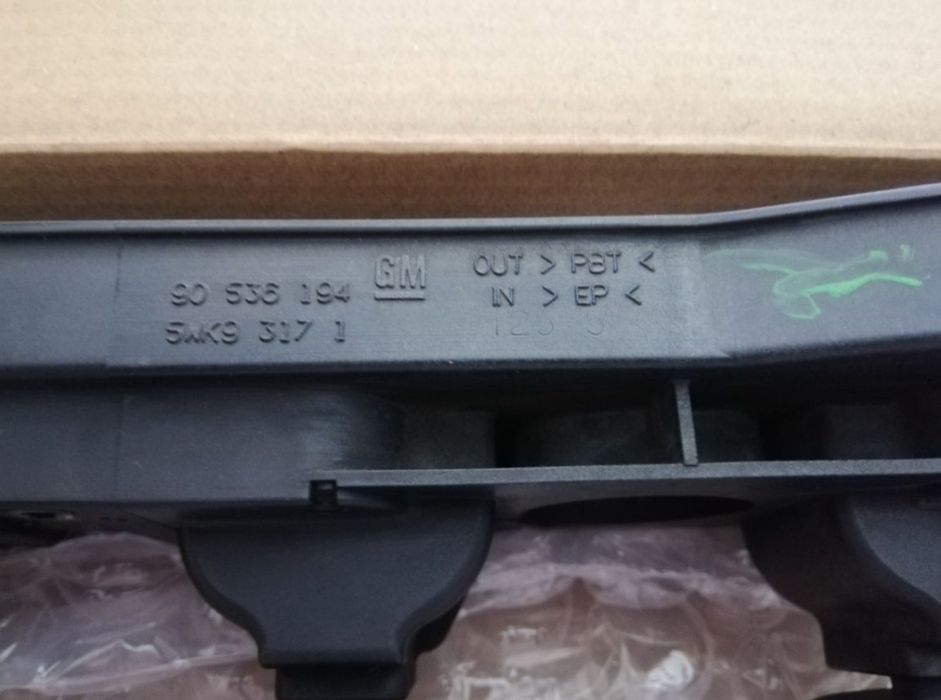 90 536 194
5WK9 317 1
GM
OUT > PBT <
IN > EP <